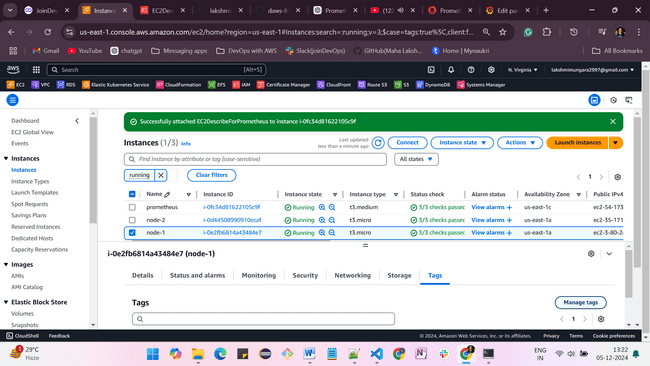 JoinDev
Instance
EC2Desc
lakshmi
daws-8
Prometh
(123
Prometh
Edit pa
us-east-1.console.aws.amazon.com/ec2/home?region=us-east-1#Instances:search=:running;v=3;$case=tags:true%5C,client:f...
Gmail YouTube chatgpt Messaging apps DevOps with AWS Slack(joinDevOps) GitHub(Maha Laksh... Home | Mynaukri All Bookmarks
aws Search [Alt+S] N. Virginia lakshmimungara2997@gmail.com
EC2 VPC RDS Elastic Kubernetes Service CloudFormation EFS IAM Certificate Manager CloudFront Route 53 S3 DynamoDB Systems Manager
Dashboard
EC2 Global View
Events
Instances
Instances
Instance Types
Launch Templates
Spot Requests
Savings Plans
Reserved Instances
Dedicated Hosts
Capacity Reservations
Images
AMIs
AMI Catalog
Elastic Block Store
Volumes
Snapshots
Successfully attached EC2DescribeForPrometheus to instance i-0fc34d81622105c9f
Instances (1/3) Info
Last updated
less than a minute ago
Connect Instance state Actions Launch instances
Find Instance by attribute or tag (case-sensitive) All states
running Clear filters 1
Name Instance ID Instance state Instance type Status check Alarm status Availability Zone Public IPv4
prometheus i-0fc34d81622105c9f Running t3.medium 3/3 checks passed View alarms + us-east-1c ec2-54-173
node-2 i-0d44508990910ecaf Running t3.micro 3/3 checks passed View alarms + us-east-1a ec2-35-171
node-1 i-0e2fb6814a43484e7 Running t3.micro 3/3 checks passed View alarms + us-east-1a ec2-3-80-2
i-0e2fb6814a43484e7 (node-1)
Details Status and alarms Monitoring Security Networking Storage Tags
Tags Manage tags
1
CloudShell Feedback © 2024, Amazon Web Services, Inc. or its affiliates. Privacy Terms Cookie preferences
29°C
Haze
ENG
IN
13:22
05-12-2024